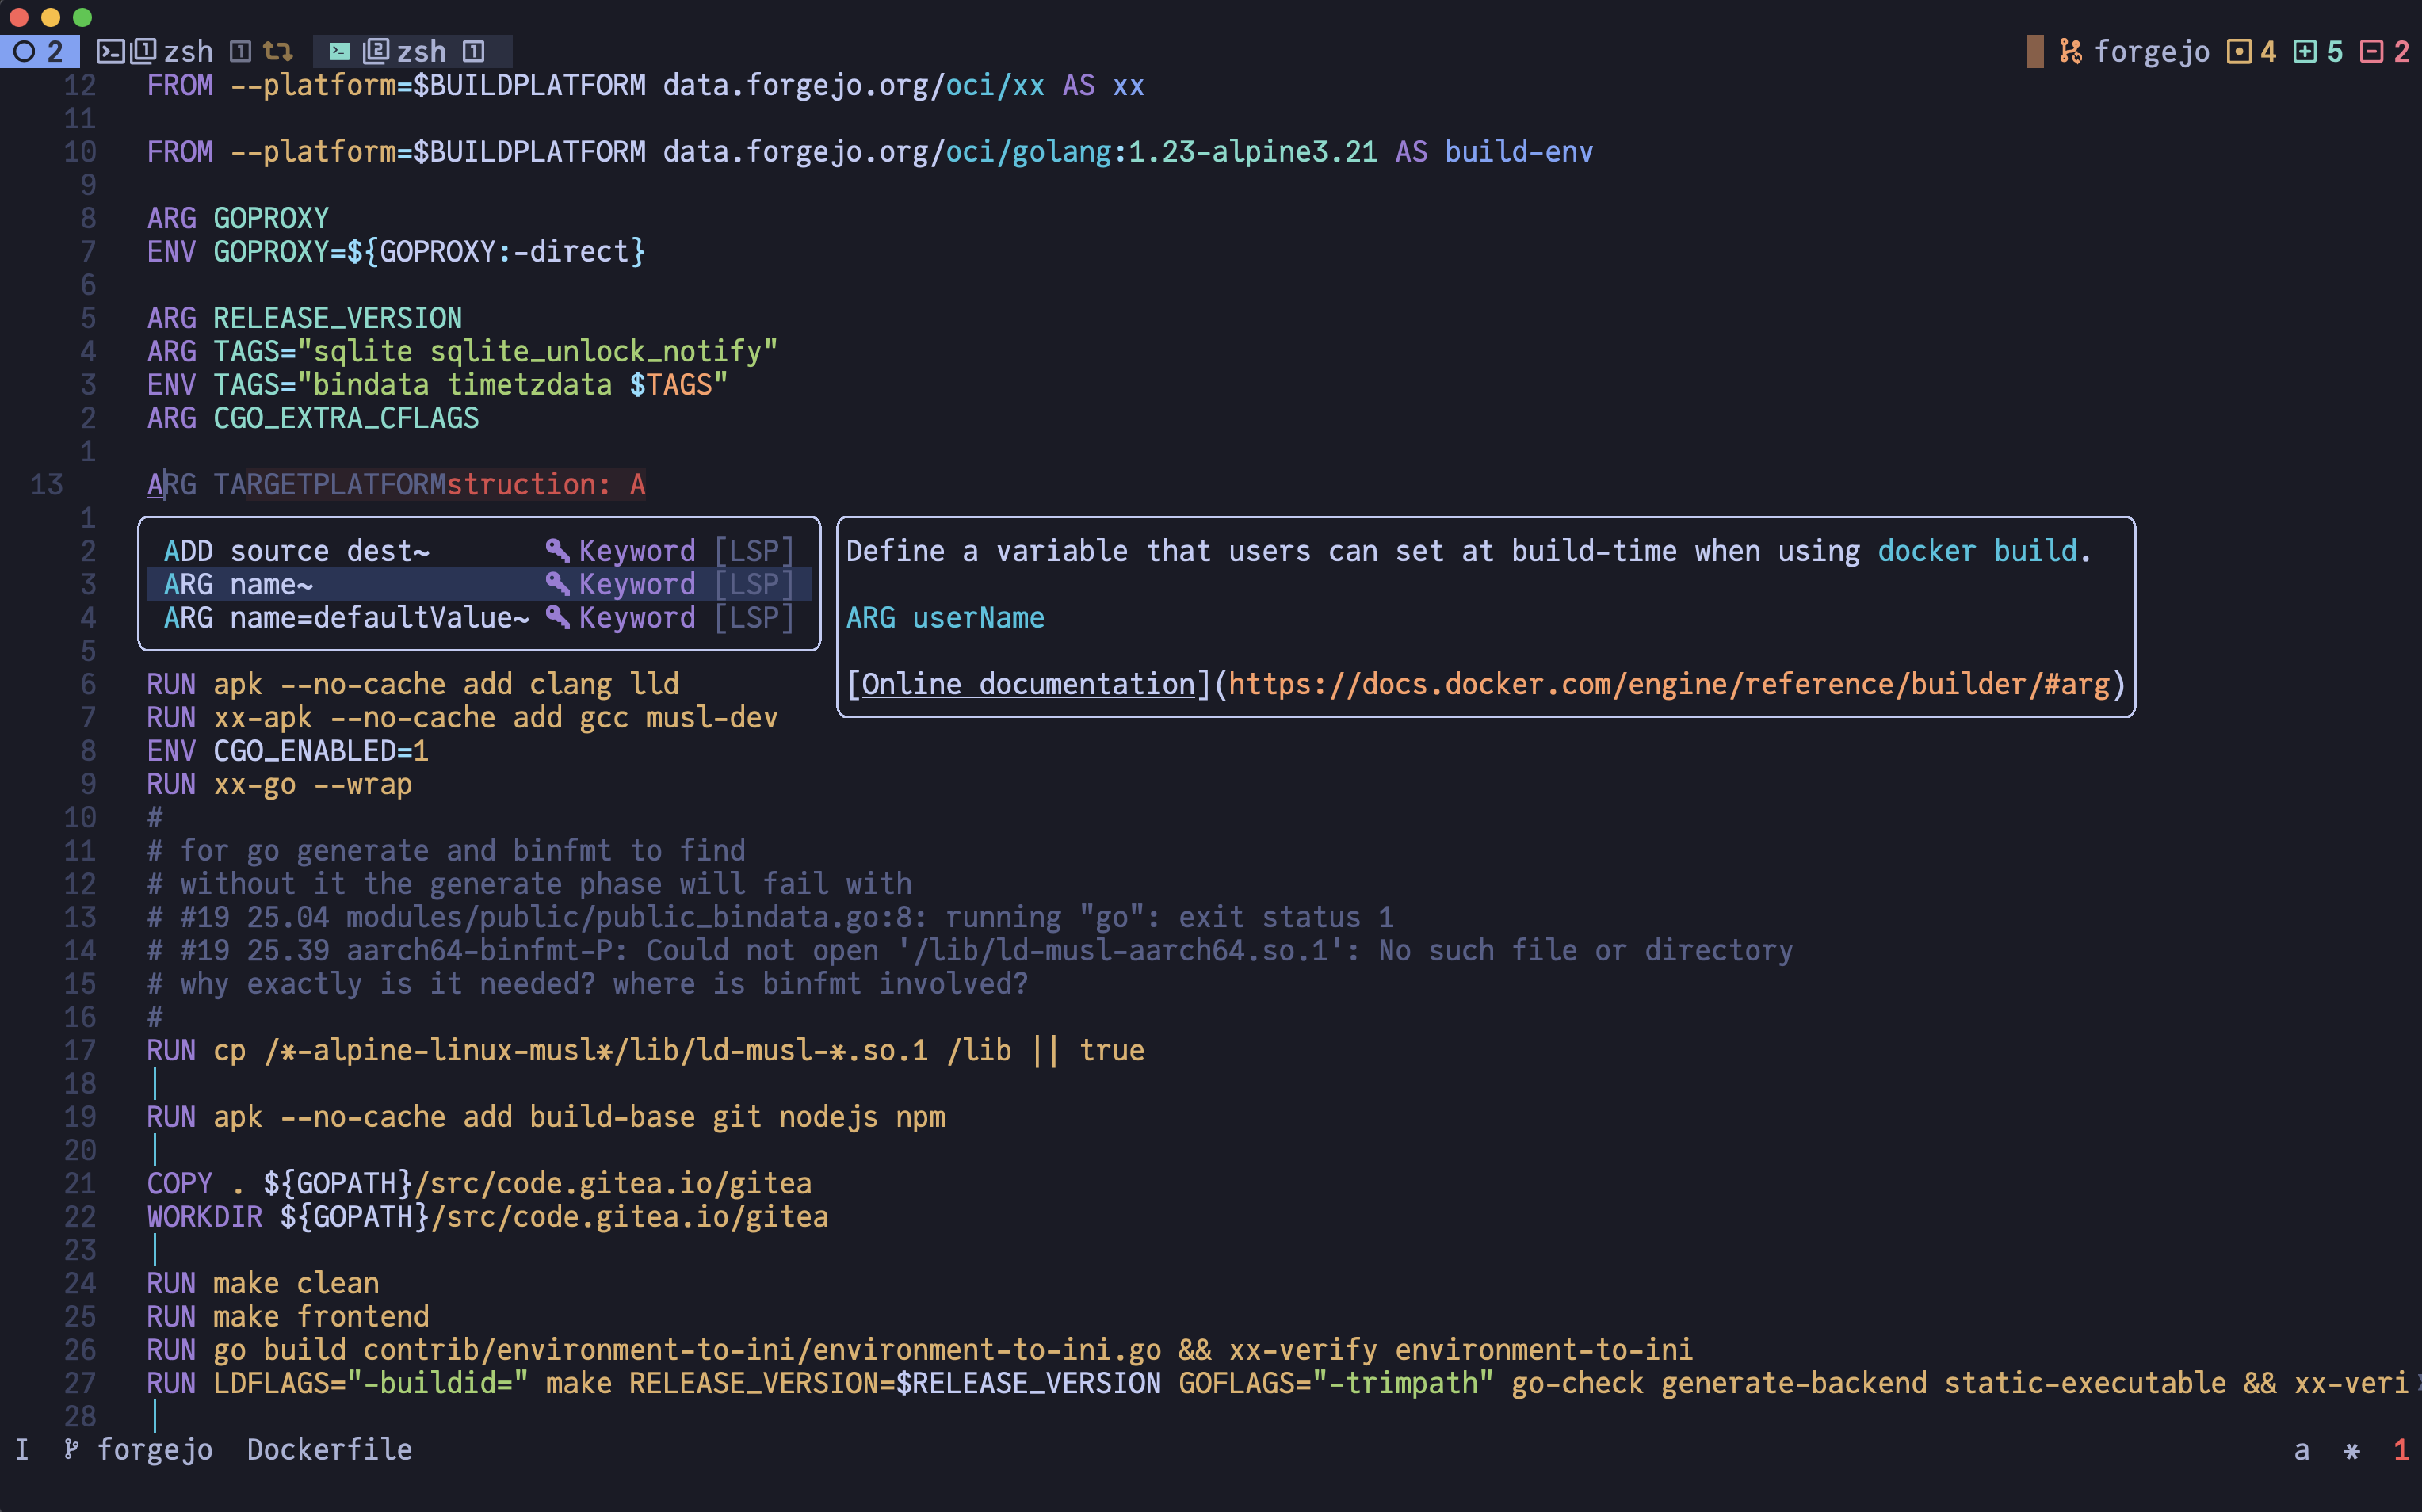 2 1 zsh 1 2 zsh 1 forgejo 4 5 2
12 FROM --platform=$BUILDPLATFORM data.forgejo.org/oci/xx AS xx
11
10 FROM --platform=$BUILDPLATFORM data.forgejo.org/oci/golang:1.23-alpine3.21 AS build-env
9
8 ARG GOPROXY
7 ENV GOPROXY=${GOPROXY:-direct}
6
5 ARG RELEASE_VERSION
4 ARG TAGS="sqlite sqlite_unlock_notify"
3 ENV TAGS="bindata timetzdata $TAGS"
2 ARG CGO_EXTRA_CFLAGS
1
13 ARG TARGETPLATFORMstruction: A
1
2 ADD source dest~ Keyword [LSP] Define a variable that users can set at build-time when using docker build.
3 ARG name~ Keyword [LSP]
4 ARG name=defaultValue~ Keyword [LSP] ARG userName
5
6 RUN apk --no-cache add clang lld [Online documentation](https://docs.docker.com/engine/reference/builder/#arg)
7 RUN xx-apk --no-cache add gcc musl-dev
8 ENV CGO_ENABLED=1
9 RUN xx-go --wrap
10 #
11 # for go generate and binfmt to find
12 # without it the generate phase will fail with
13 # #19 25.04 modules/public/public_bindata.go:8: running "go": exit status 1
14 # #19 25.39 aarch64-binfmt-P: Could not open '/lib/ld-musl-aarch64.so.1': No such file or directory
15 # why exactly is it needed? where is binfmt involved?
16 #
17 RUN cp /*-alpine-linux-musl*/lib/ld-musl-*.so.1 /lib || true
18
19 RUN apk --no-cache add build-base git nodejs npm
20
21 COPY . ${GOPATH}/src/code.gitea.io/gitea
22 WORKDIR ${GOPATH}/src/code.gitea.io/gitea
23
24 RUN make clean
25 RUN make frontend
26 RUN go build contrib/environment-to-ini/environment-to-ini.go && xx-verify environment-to-ini
27 RUN LDFLAGS="-buildid=" make RELEASE_VERSION=$RELEASE_VERSION GOFLAGS="-trimpath" go-check generate-backend static-executable && xx-veri
28
I forgejo Dockerfile a * 1